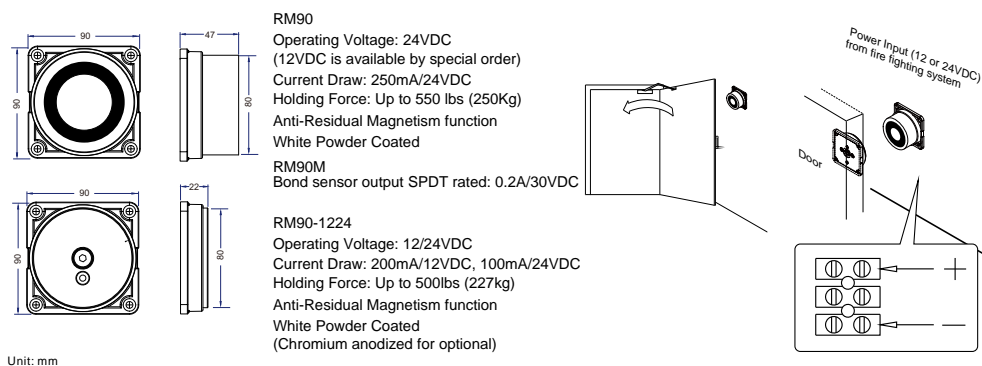 90
47
90
80
RM90
Operating Voltage: 24VDC
(12VDC is available by special order)
Current Draw: 250mA/24VDC
Holding Force: Up to 550 lbs (250Kg)
Anti-Residual Magnetism function
White Powder Coated
RM90M
Bond sensor output SPDT rated: 0.2A/30VDC
90
22
90
80
RM90-1224
Operating Voltage: 12/24VDC
Current Draw: 200mA/12VDC, 100mA/24VDC
Holding Force: Up to 500lbs (227kg)
Anti-Residual Magnetism function
White Powder Coated
(Chromium anodized for optional)
Unit: mm
Power Input (12 or 24VDC)
from fire fighting system
Door
+
—